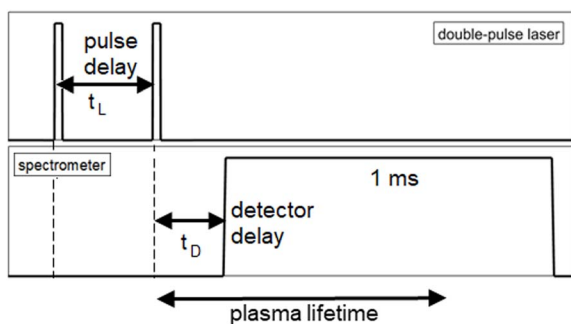 pulse
delay
t_L
double-pulse laser
spectrometer
1 ms
detector
delay
t_D
plasma lifetime